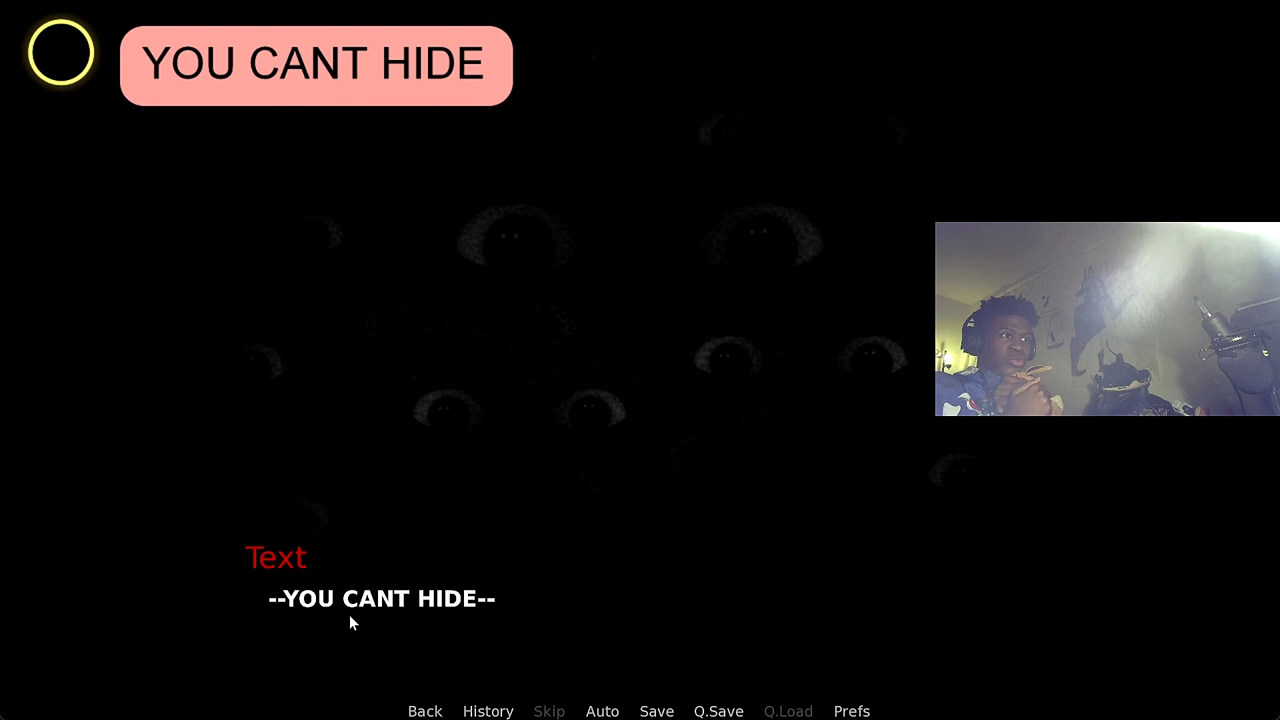 YOU CANT HIDE
Text
--YOU CANT HIDE--
Back History Skip Auto Save Q.Save Q.Load Prefs